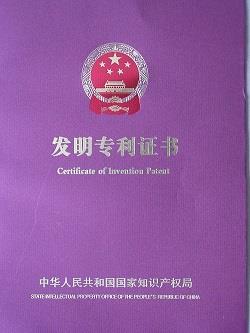 发明专利证书
Certificate of Invention Patent
中华人民共和国国家知识产权局
STATE INTELLECTUAL PROPERTY OFFICE OF THE PEOPLE'S REPUBLIC OF CHINA